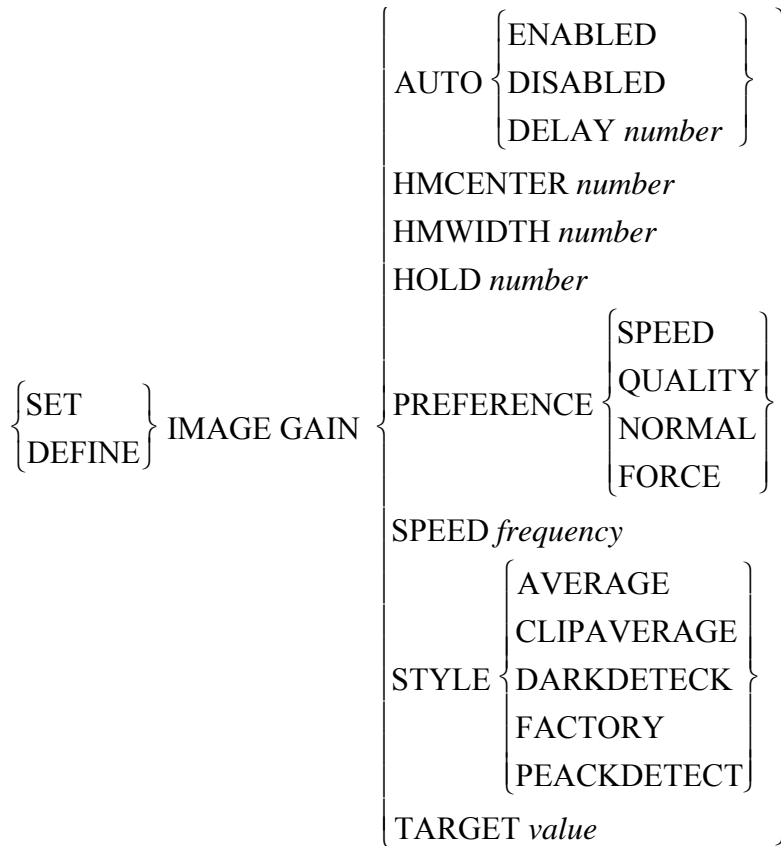 ENABLED
AUTO DISABLED
DELAY number
HMCENTER number
HMWIDTH number
HOLD number
SPEED
QUALITY
PREFERENCE NORMAL
FORCE
SET
DEFINE IMAGE GAIN
SPEED frequency
AVERAGE
CLIPAVERAGE
STYLE DARKDETECK
FACTORY
PEACKDETECT
TARGET value